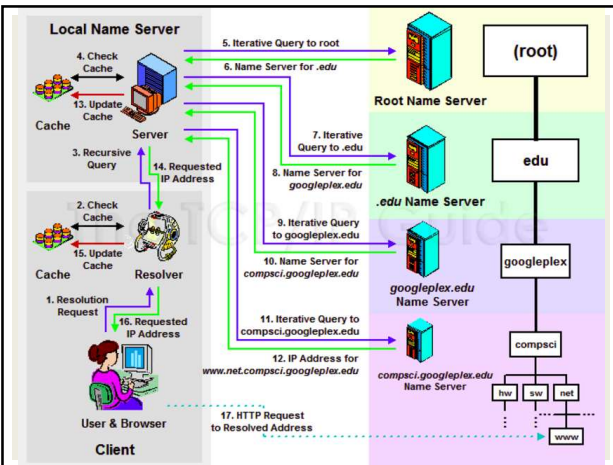 Local Name Server
4. Check
Cache
13. Update
Cache
Cache
Server
3. Recursive
Query
14. Requested
IP Address
2. Check
Cache
15. Update
Cache
Cache
Resolver
1. Resolution
Request
16. Requested
IP Address
User & Browser
Client
5. Iterative Query to root
6. Name Server for .edu
7. Iterative
Query to .edu
8. Name Server for
googleplex.edu
9. Iterative Query
to googleplex.edu
10. Name Server for
compsci.googleplex.edu
11. Iterative Query to
compsci.googleplex.edu
12. IP Address for
www.net.compsci.googleplex.edu
17. HTTP Request
to Resolved Address
Root Name Server
.edu Name Server
googleplex.edu
Name Server
compsci.googleplex.edu
Name Server
(root)
edu
googleplex
compsci
hw
sw
net
www
The TCP/IP Guide